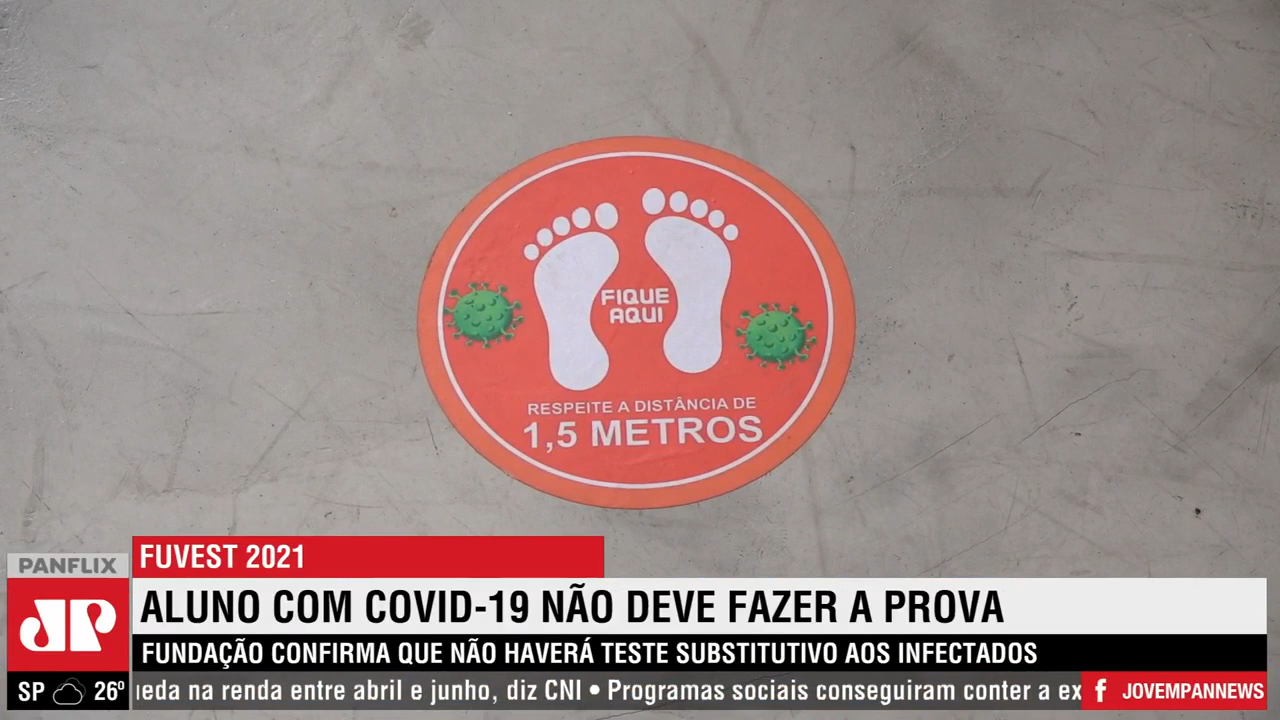 FIQUE
AQUI
RESPEITE A DISTÂNCIA DE
1,5 METROS
PANFLIX
FUVEST 2021
JP
ALUNO COM COVID-19 NÃO DEVE FAZER A PROVA
FUNDAÇÃO CONFIRMA QUE NÃO HAVERÁ TESTE SUBSTITUTIVO AOS INFECTADOS
SP 26º na renda entre abril e junho, diz CNI • Programas sociais conseguiram conter a f JOVEMPANNEWS